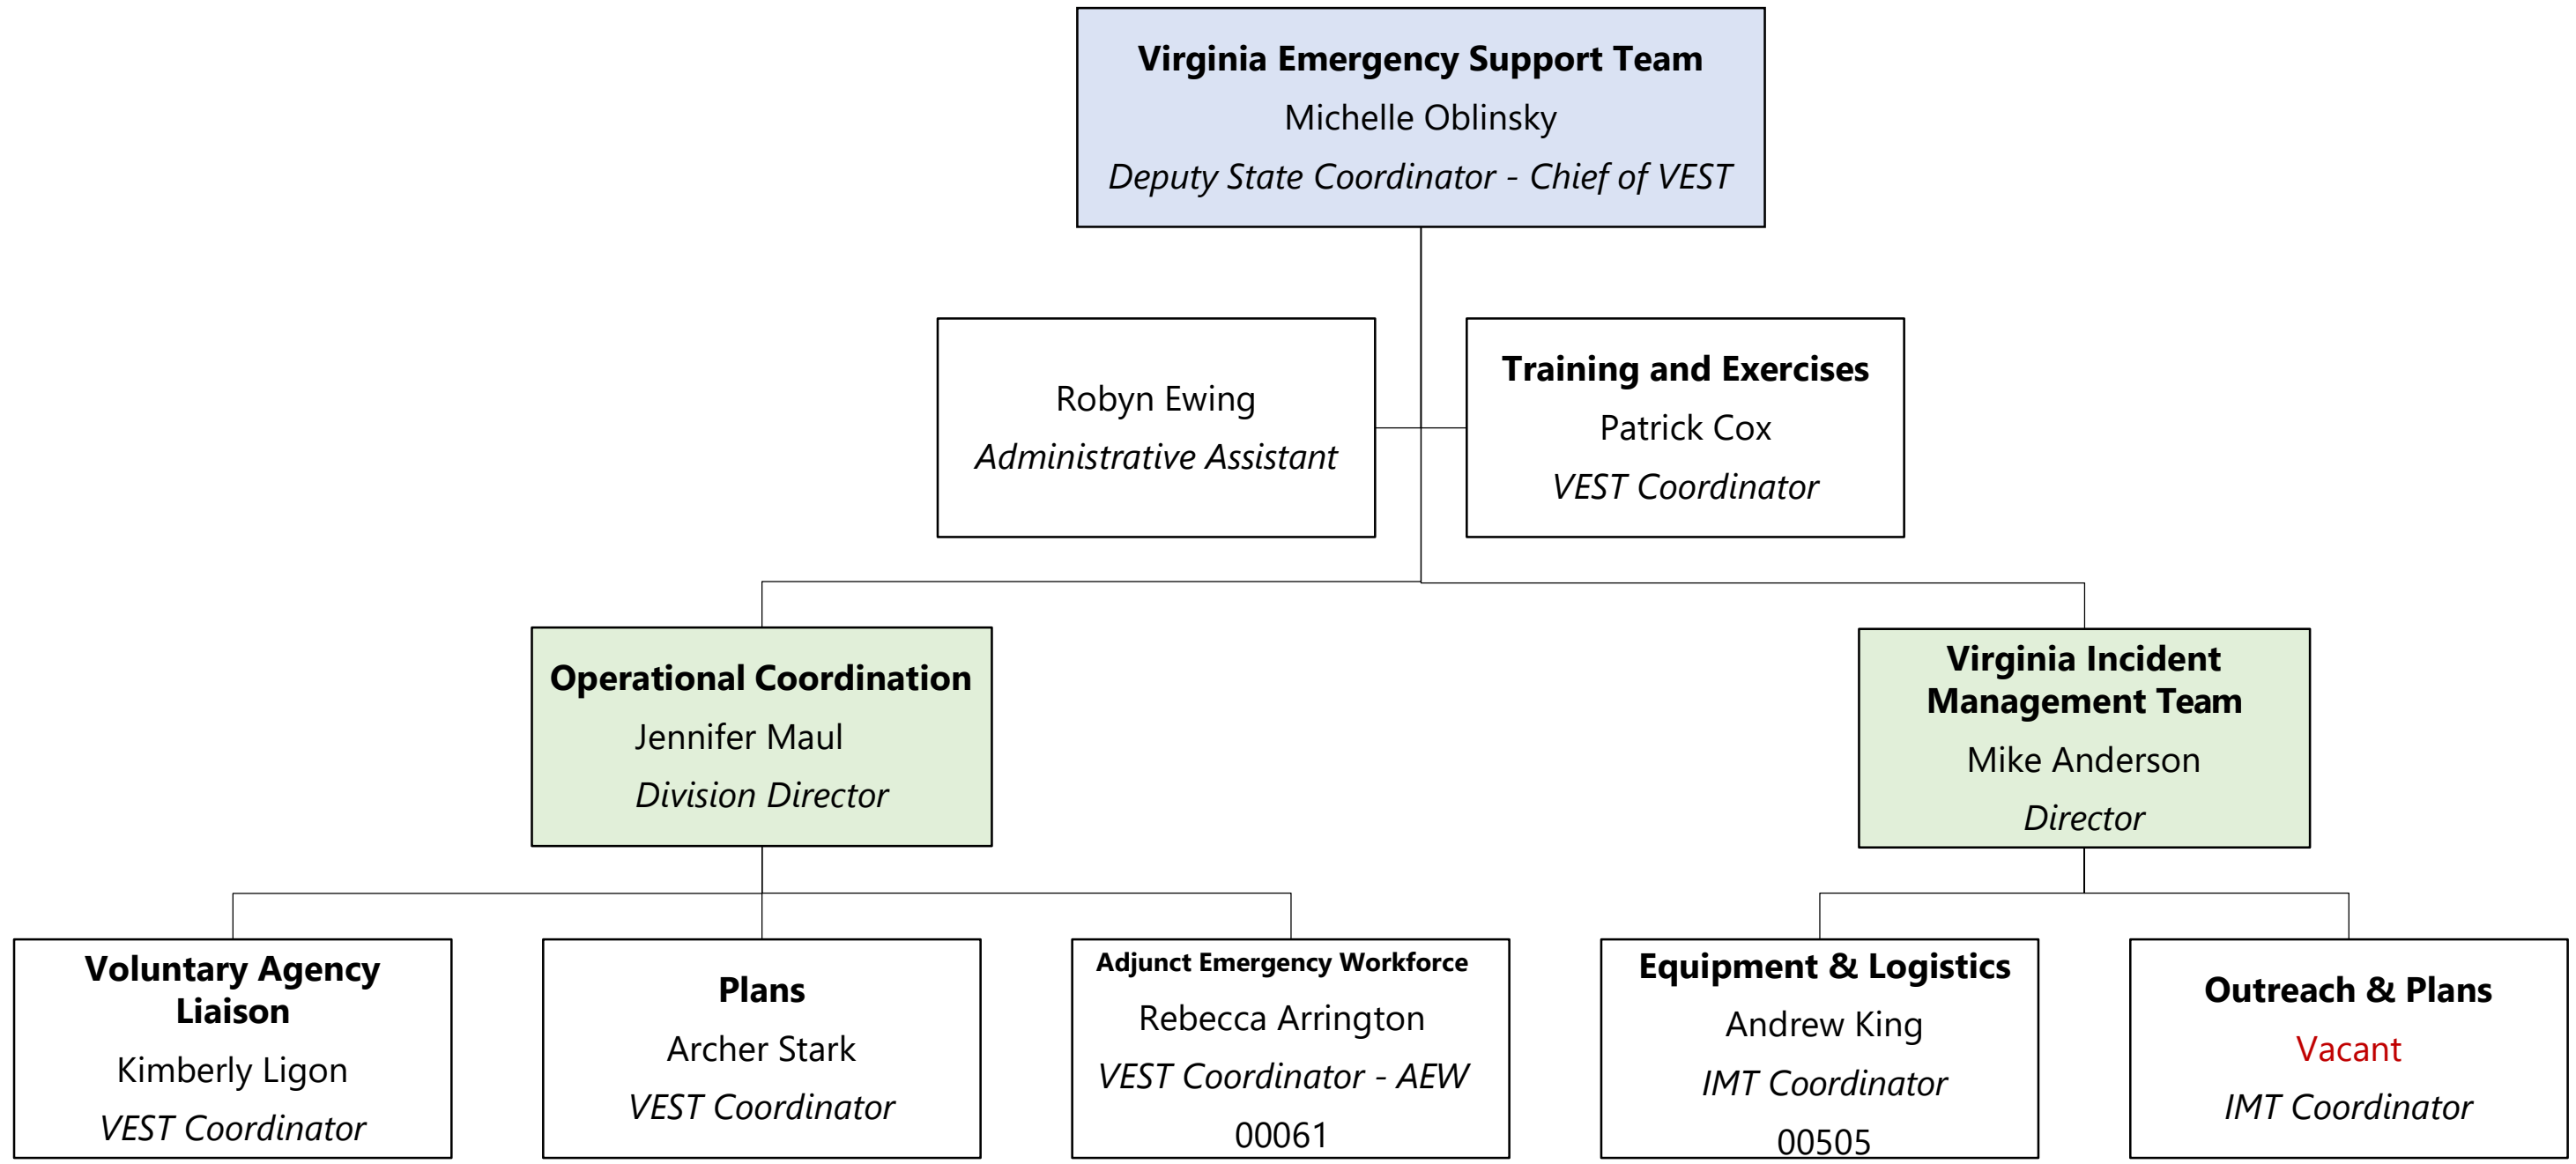 Virginia Emergency Support Team
Michelle Oblinsky
Deputy State Coordinator - Chief of VEST
Robyn Ewing
Administrative Assistant
Training and Exercises
Patrick Cox
VEST Coordinator
Operational Coordination
Jennifer Maul
Division Director
Virginia Incident
Management Team
Mike Anderson
Director
Voluntary Agency
Liaison
Kimberly Ligon
VEST Coordinator
Plans
Archer Stark
VEST Coordinator
Adjunct Emergency Workforce
Rebecca Arrington
VEST Coordinator - AEW
00061
Equipment & Logistics
Andrew King
IMT Coordinator
00505
Outreach & Plans
Vacant
IMT Coordinator